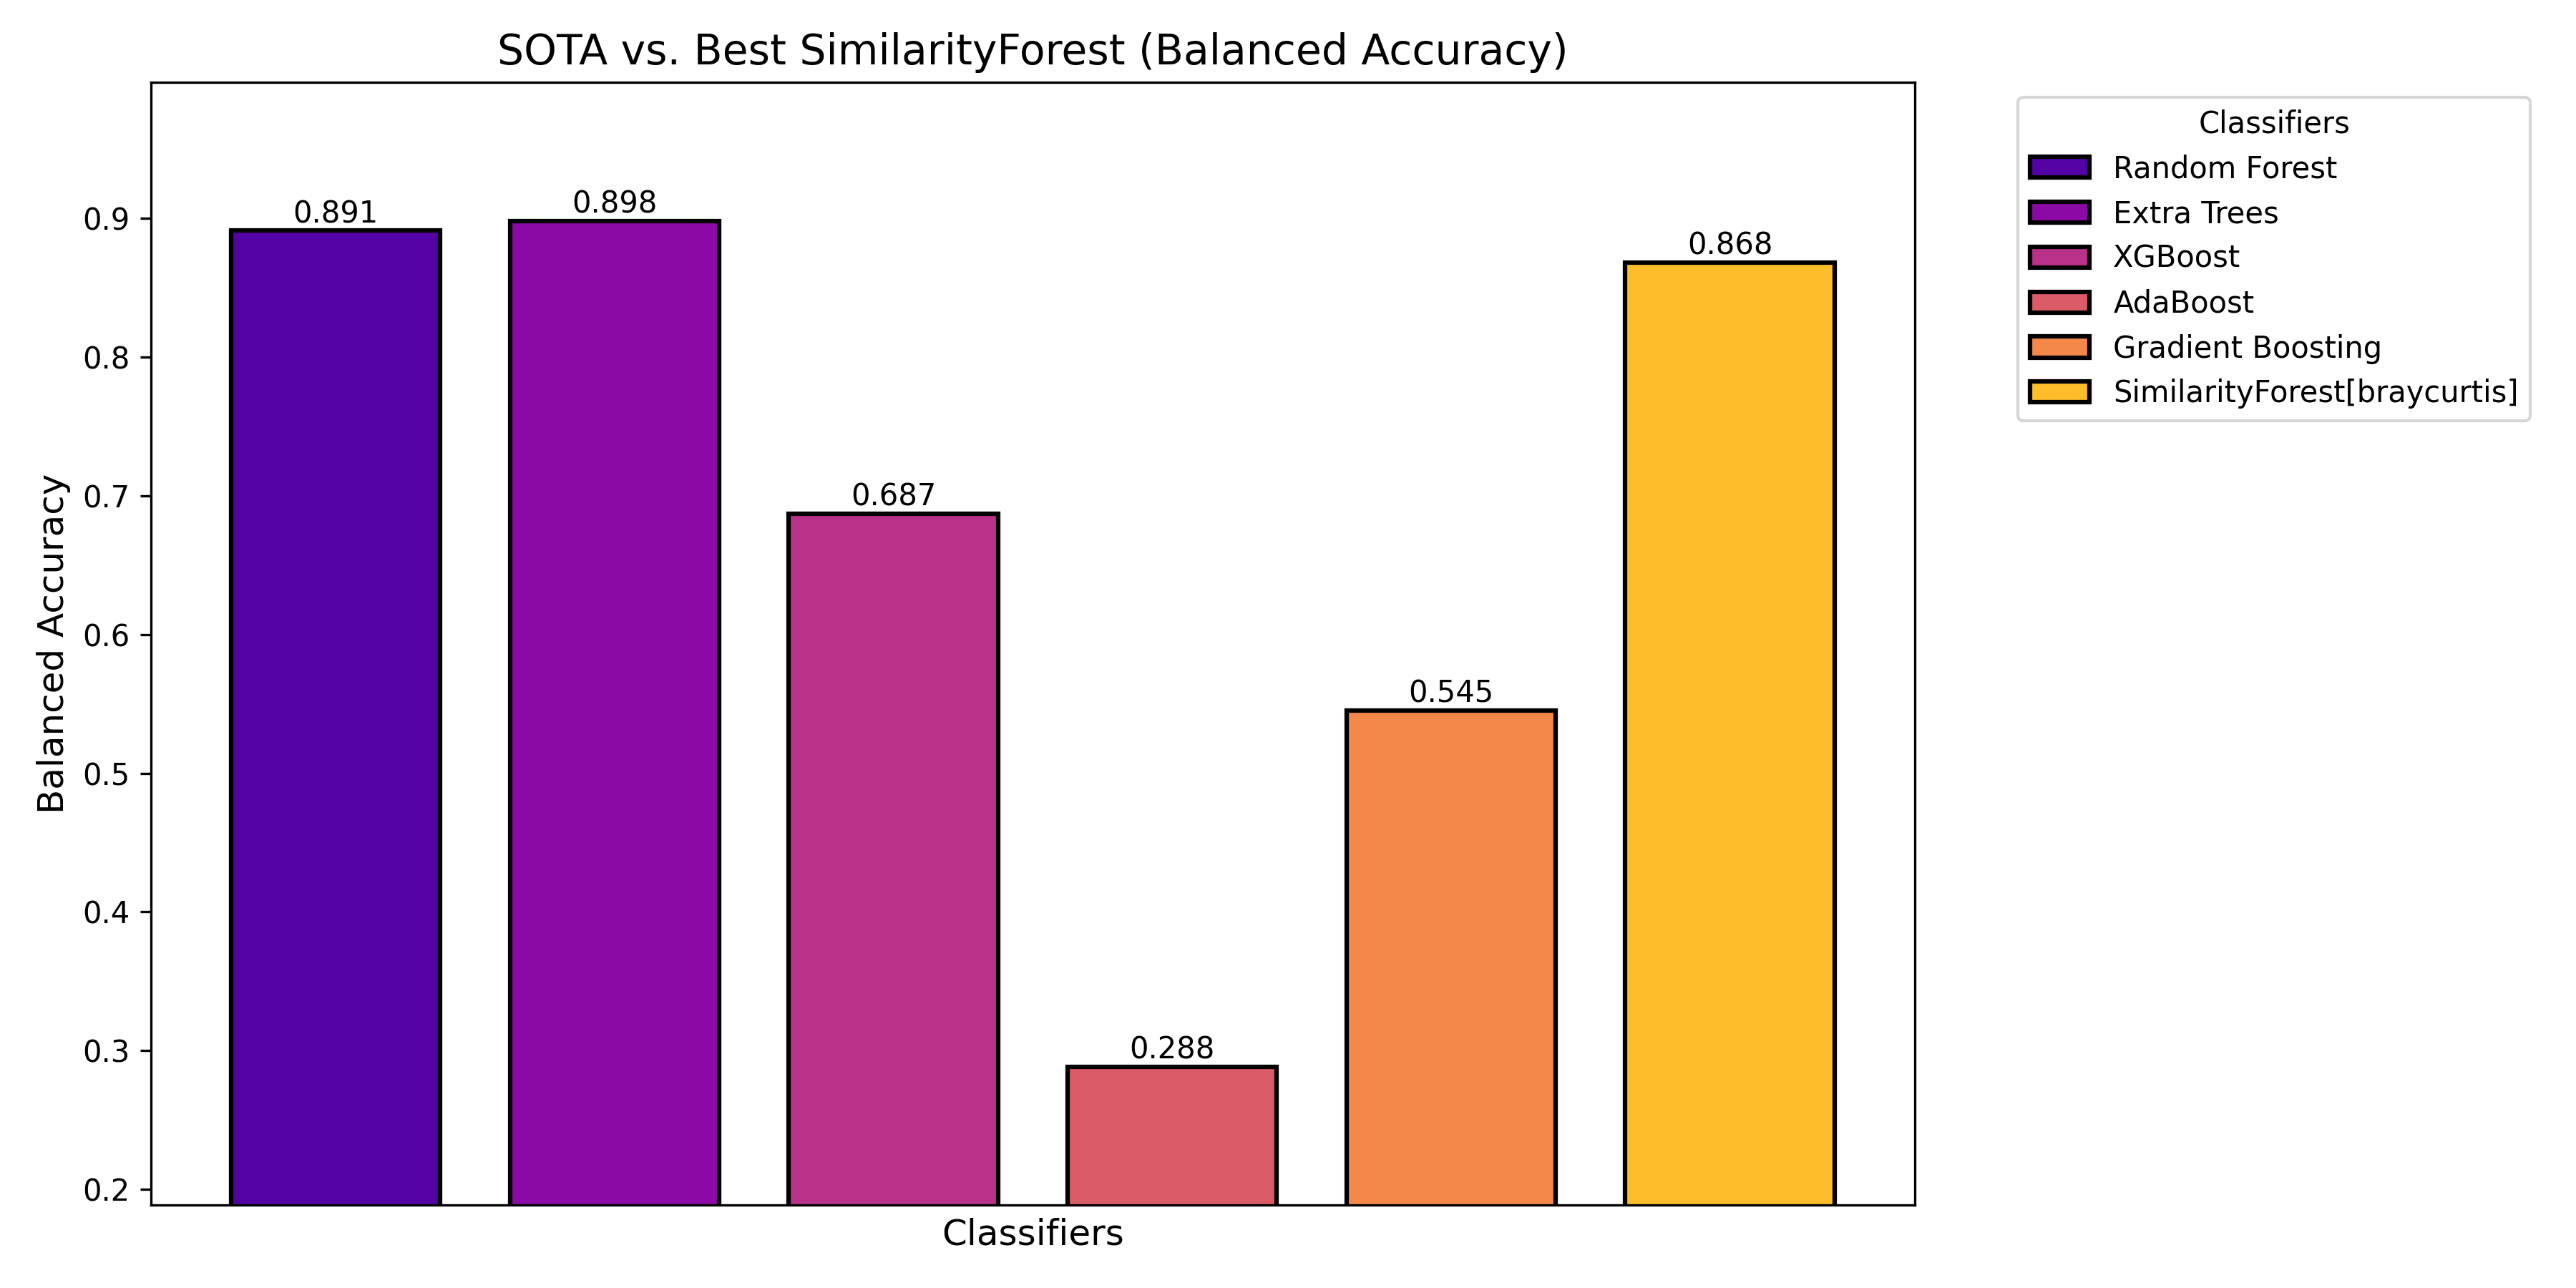 SOTA vs. Best SimilarityForest (Balanced Accuracy)
Balanced Accuracy
0.9
0.8
0.7
0.6
0.5
0.4
0.3
0.2
0.891
0.898
0.687
0.288
0.545
0.868
Classifiers
Classifiers
Random Forest
Extra Trees
XGBoost
AdaBoost
Gradient Boosting
SimilarityForest[braycurtis]